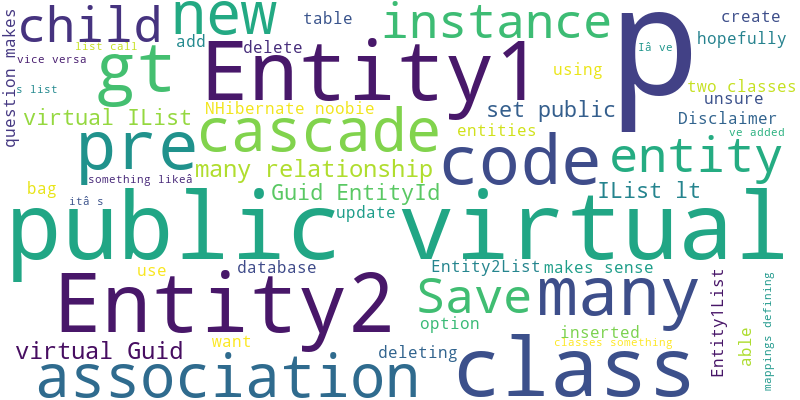 question makes
child
list call
vice versa
s list
new
add
delete
table
instance
using
p
Iâ ve
create
hopefully
gt
Entity1
two classes
unsure
virtual IList
NHibernate noobie
set public
Disclaimer
cascade
entities
ve added
pre
many relationship
code
entity
something likeâ
bag
Guid EntityId
IList lt
itâ s
update
public virtual
use
database
Entity2List
makes sense
Entity2
Save
many
option
inserted
Entity1List
able
mappings defining
want
classes something
virtual Guid
deleting
association
class